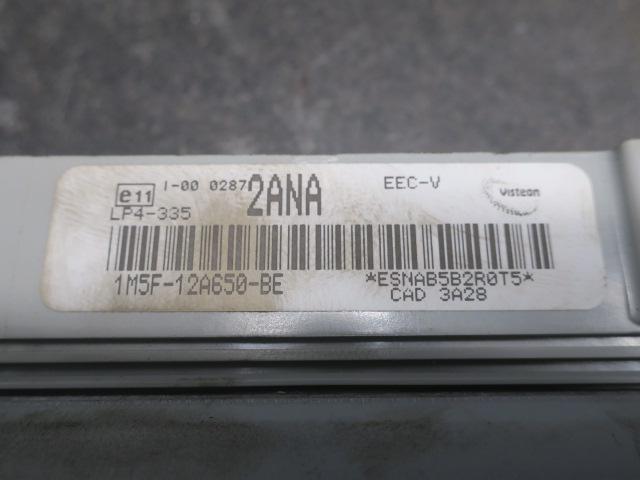 e11 I-00 0287 2ANA EEC-V Visteon
LP4-335
1M5F-12A650-BE *ESNAB5B2R0T5*
CAD 3A28